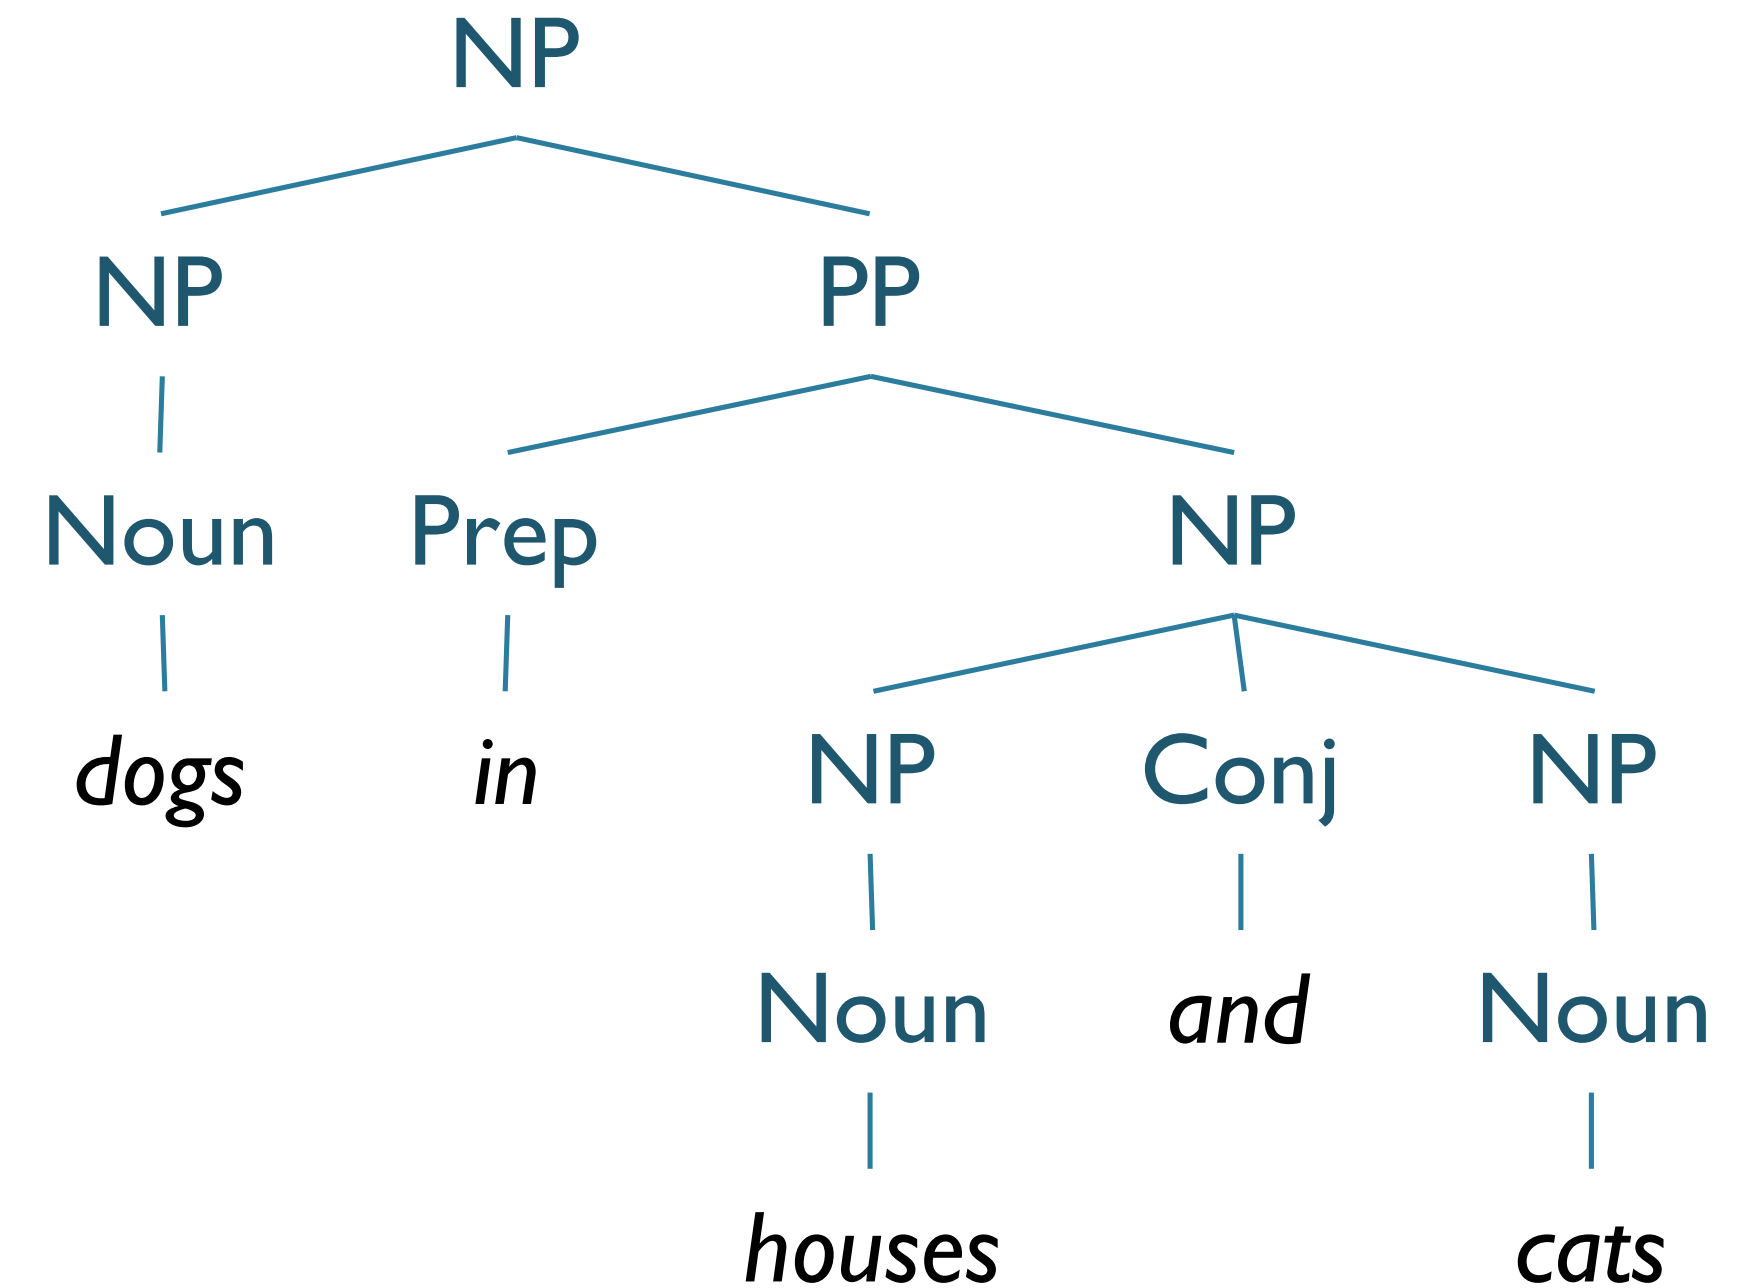 NP
NP PP
Noun Prep NP
dogs in NP Conj NP
Noun and Noun
houses cats